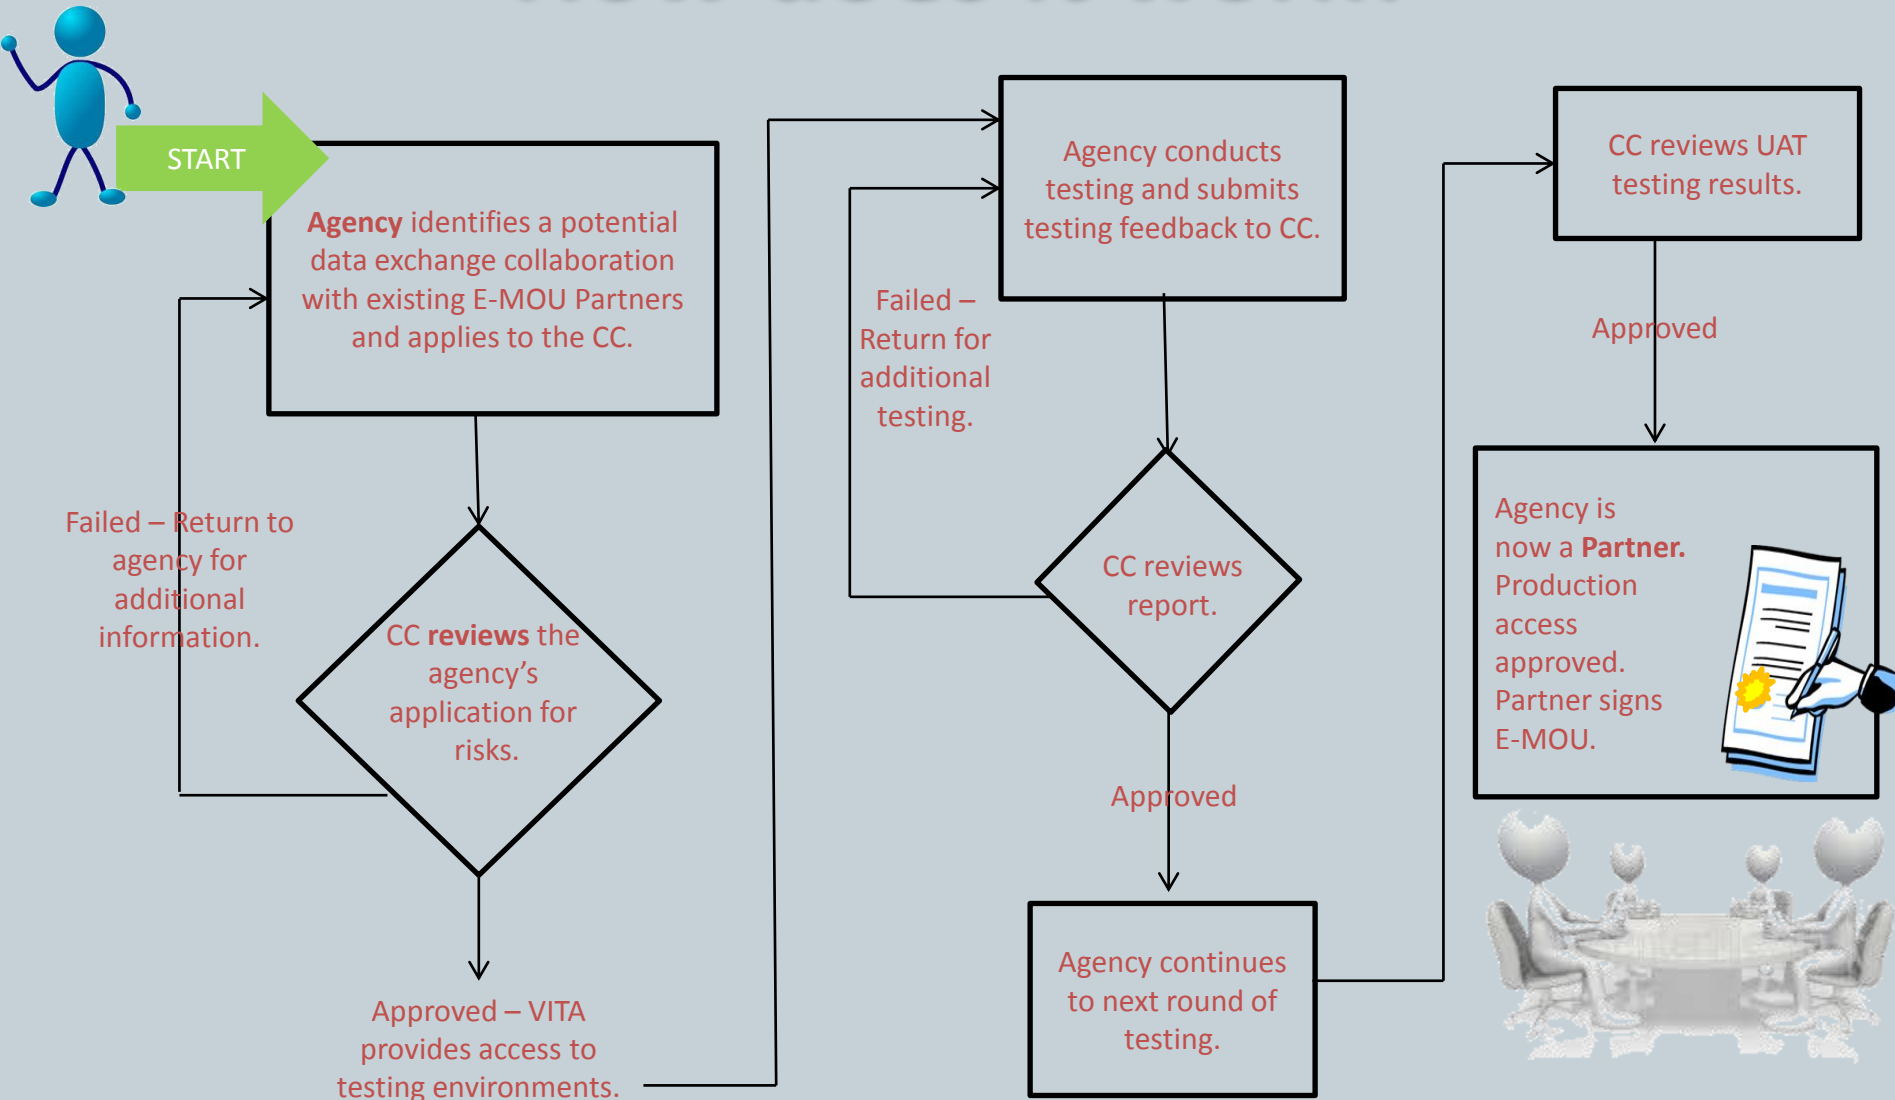 START
Agency identifies a potential
data exchange collaboration
with existing E-MOU Partners
and applies to the CC.
Failed – Return to
agency for
additional
information.
CC reviews the
agency's
application for
risks.
Approved – VITA
provides access to
testing environments.
Agency conducts
testing and submits
testing feedback to CC.
Failed –
Return for
additional
testing.
CC reviews
report.
Approved
Agency continues
to next round of
testing.
CC reviews UAT
testing results.
Approved
Agency is
now a Partner.
Production
access
approved.
Partner signs
E-MOU.